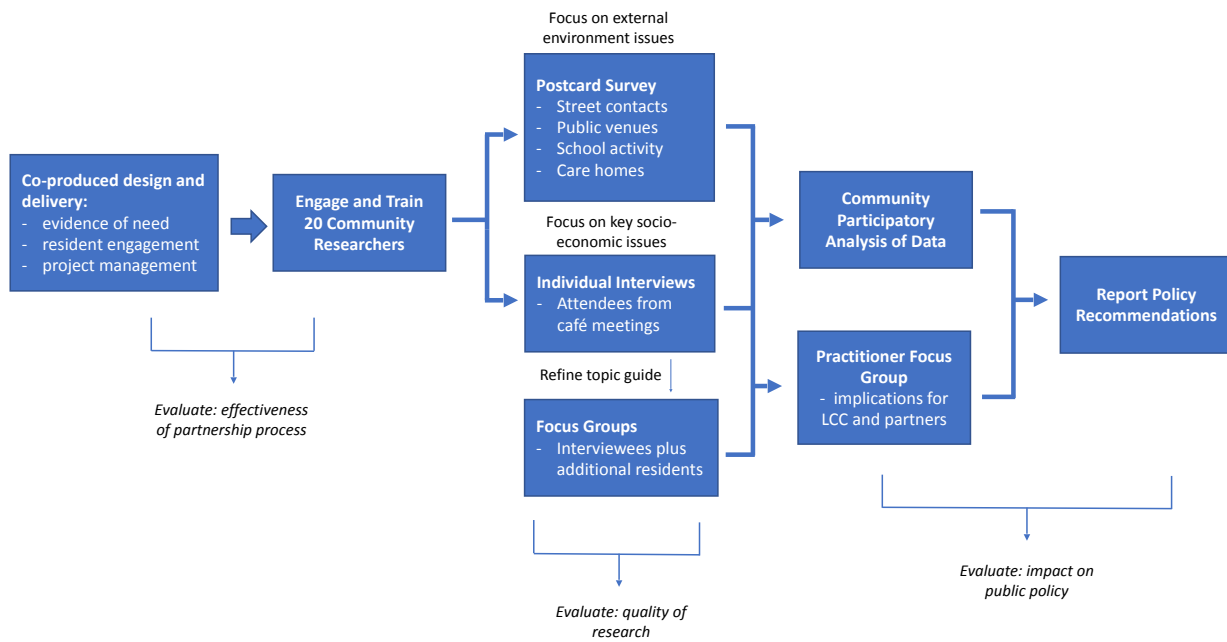 Co-produced design and
delivery:
- evidence of need
- resident engagement
- project management
Evaluate: effectiveness
of partnership process
Engage and Train
20 Community
Researchers
Focus on external
environment issues
Postcard Survey
- Street contacts
- Public venues
- School activity
- Care homes
Focus on key socio-
economic issues
Individual Interviews
- Attendees from
café meetings
Refine topic guide
Focus Groups
- Interviewees plus
additional residents
Evaluate: quality of
research
Community
Participatory
Analysis of Data
Practitioner Focus
Group
- implications for
LCC and partners
Report Policy
Recommendations
Evaluate: impact on
public policy